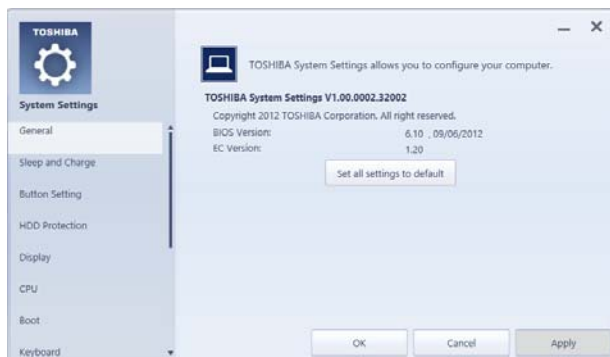 TOSHIBA
System Settings
General
Sleep and Charge
Button Setting
HDD Protection
Display
CPU
Boot
Keyboard
TOSHIBA System Settings allows you to configure your computer.
TOSHIBA System Settings V1.00.0002.32002
Copyright 2012 TOSHIBA Corporation. All right reserved.
BIOS Version: 6.10 , 09/06/2012
EC Version: 1.20
Set all settings to default
OK Cancel Apply